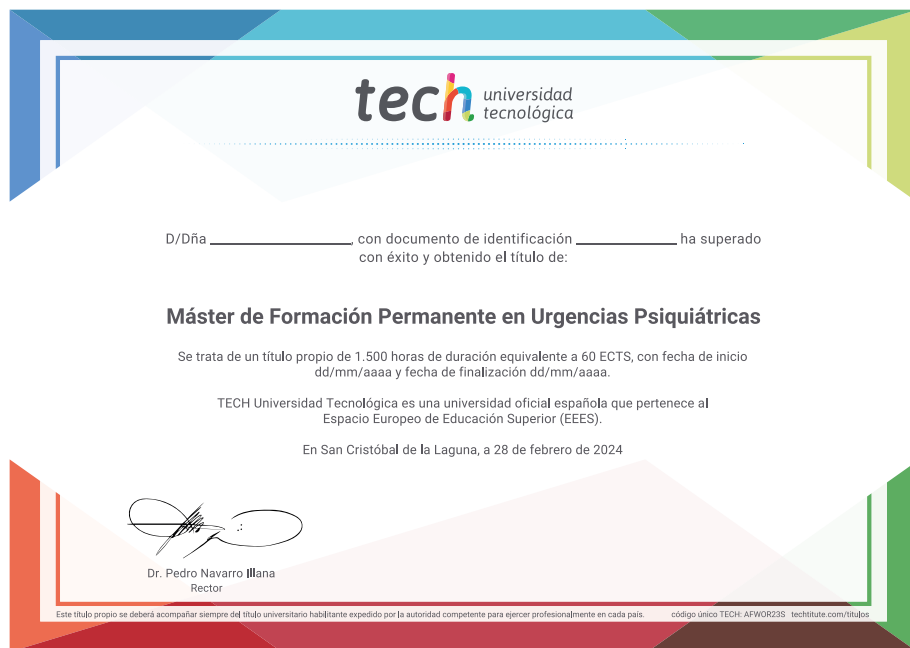 tech universidad
tecnológica
D/Dña ______________, con documento de identificación __________ ha superado
con éxito y obtenido el título de:
Máster de Formación Permanente en Urgencias Psiquiátricas
Se trata de un título propio de 1.500 horas de duración equivalente a 60 ECTS, con fecha de inicio
dd/mm/aaaa y fecha de finalización dd/mm/aaaa.
TECH Universidad Tecnológica es una universidad oficial española que pertenece al
Espacio Europeo de Educación Superior (EEES).
En San Cristóbal de la Laguna, a 28 de febrero de 2024
Dr. Pedro Navarro Illana
Rector
Este título propio se deberá acompañar siempre del título universitario habilitante expedido por la autoridad competente para ejercer profesionalmente en cada país. código único TECH: AFWOR23S techtitute.com/titulos